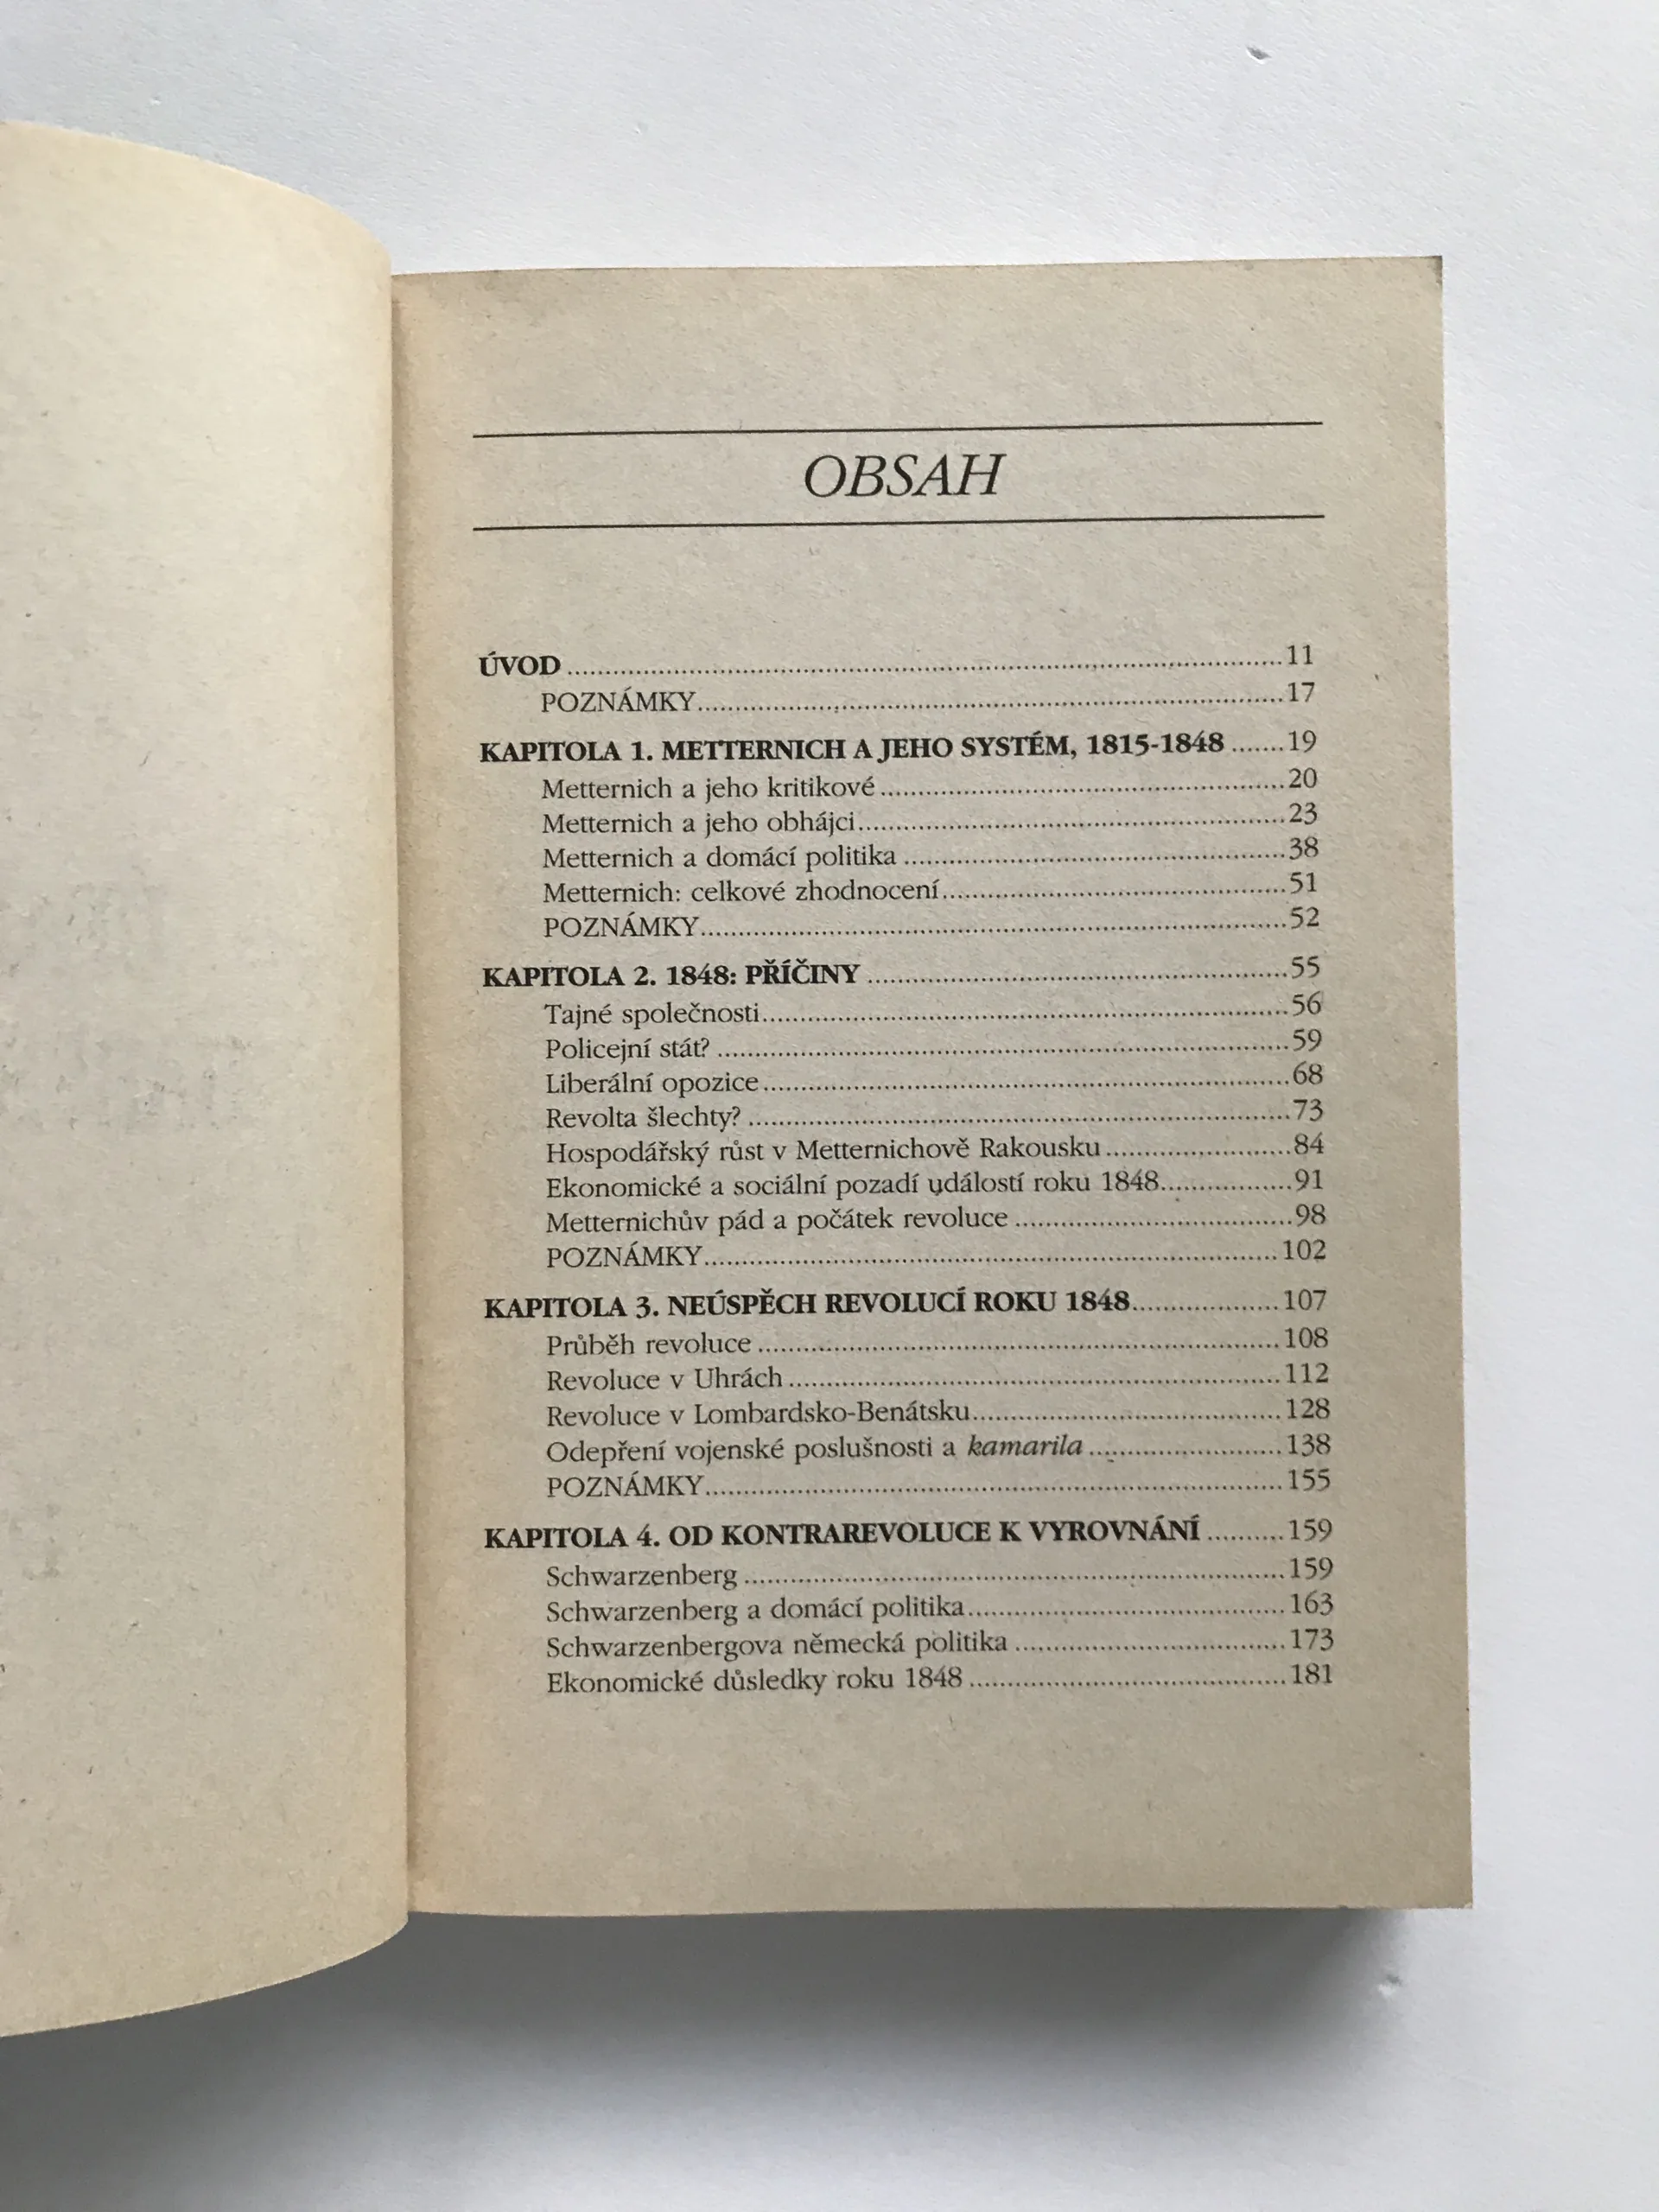 OBSAH
ÚVOD ........ 11
POZNÁMKY ........ 17
KAPITOLA 1. METTERNICH A JEHO SYSTÉM, 1815-1848 ........ 19
Metternich a jeho kritikové ........ 20
Metternich a jeho obhájci ........ 23
Metternich a domácí politika ........ 38
Metternich: celkové zhodnocení ........ 51
POZNÁMKY ........ 52
KAPITOLA 2. 1848: PŘÍČINY ........ 55
Tajné společnosti ........ 56
Policejní stát? ........ 59
Liberální opozice ........ 68
Revolta šlechty? ........ 73
Hospodářský růst v Metternichově Rakousku ........ 84
Ekonomické a sociální pozadí událostí roku 1848 ........ 91
Metternichův pád a počátek revoluce ........ 98
POZNÁMKY ........ 102
KAPITOLA 3. NEÚSPĚCH REVOLUCÍ ROKU 1848 ........ 107
Průběh revoluce ........ 108
Revoluce v Uhrách ........ 112
Revoluce v Lombardsko-Benátsku ........ 128
Odepření vojenské poslušnosti a kamarila ........ 138
POZNÁMKY ........ 155
KAPITOLA 4. OD KONTRAREVOLUCE K VYROVNÁNÍ ........ 159
Schwarzenberg ........ 159
Schwarzenberg a domácí politika ........ 163
Schwarzenbergova německá politika ........ 173
Ekonomické důsledky roku 1848 ........ 181